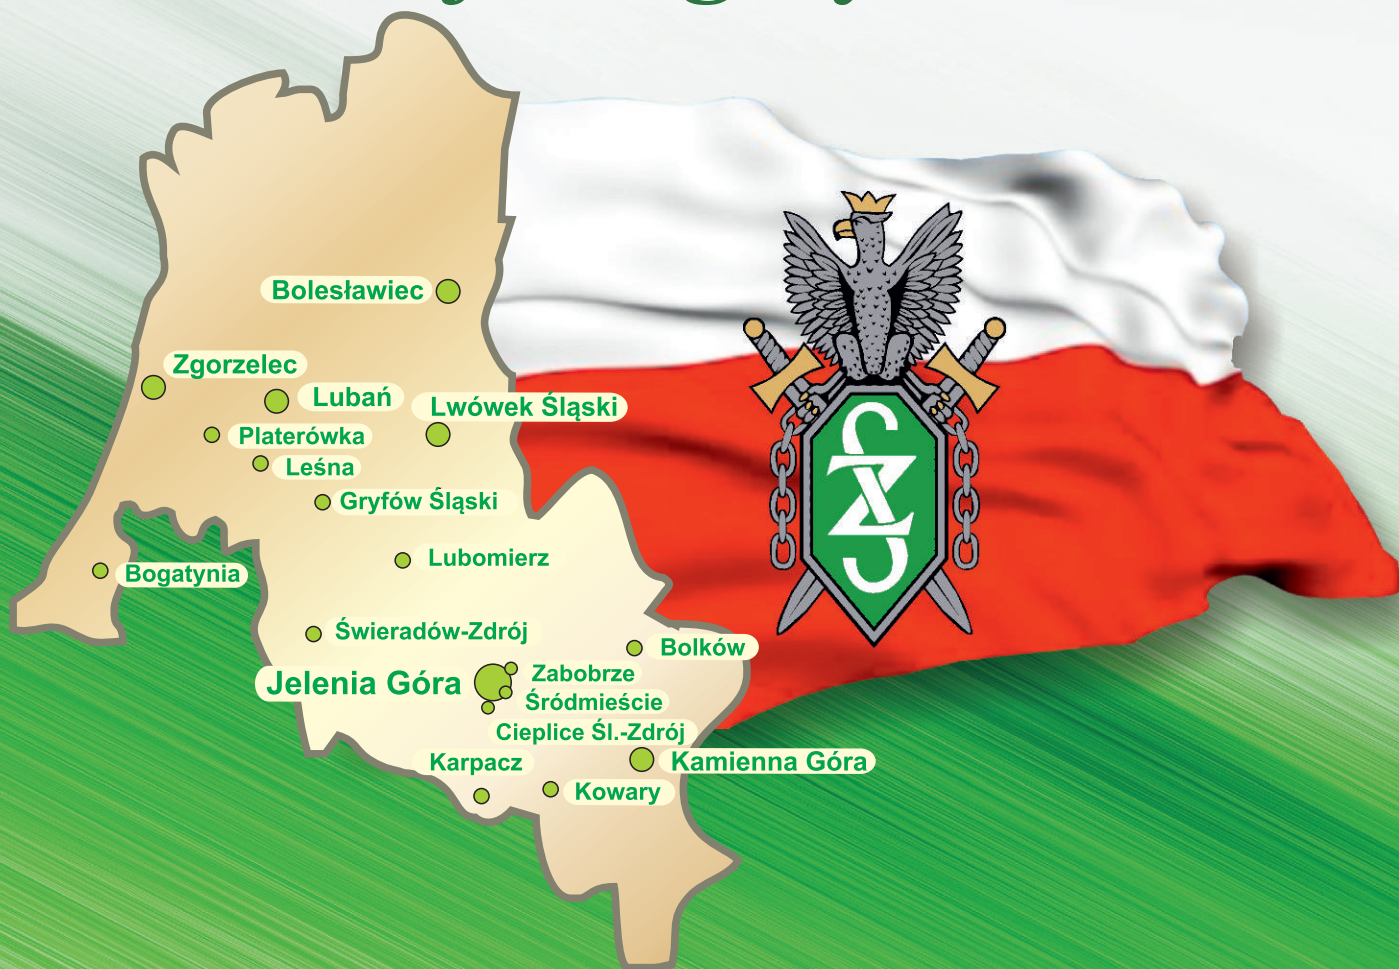 Bolesławiec
Zgorzelec
Lubań
Lwówek Śląski
Platerówka
Leśna
Gryfów Śląski
Lubomierz
Bogatynia
Świeradów-Zdrój
Bolków
Jelenia Góra
Zabobrze
Śródmieście
Cieplice Śl.-Zdrój
Karpacz
Kamienna Góra
Kowary